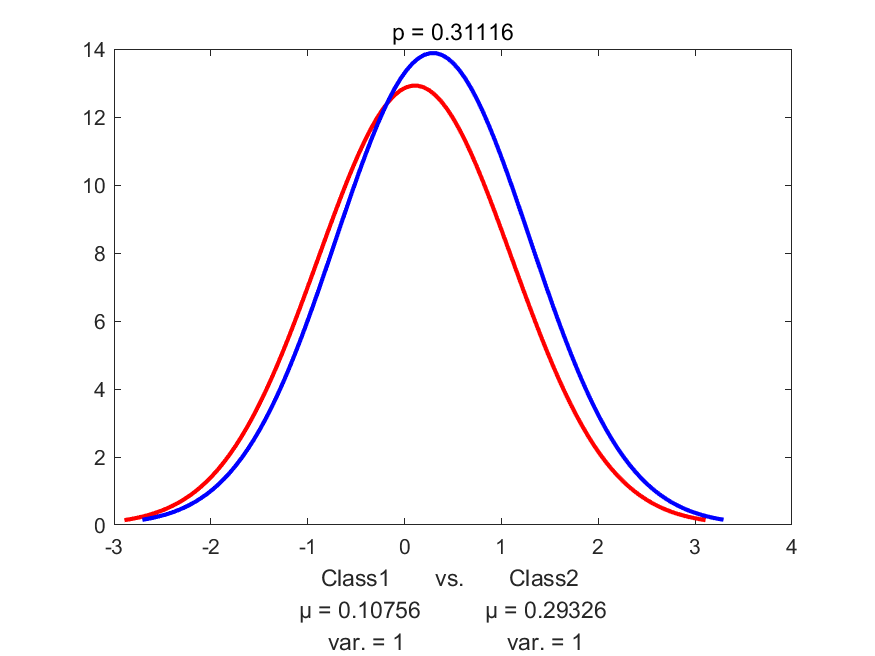 p = 0.31116
14
12
10
8
6
4
2
0
-3 -2 -1 0 1 2 3 4
Class1 vs. Class2
μ = 0.10756 μ = 0.29326
var. = 1 var. = 1